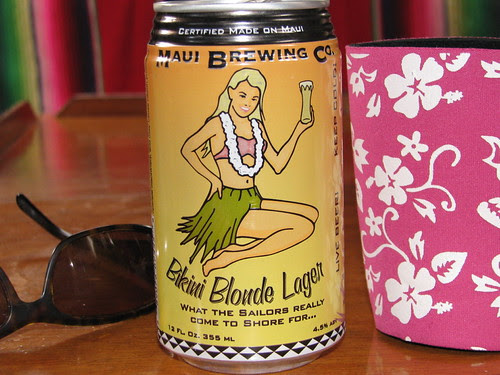 Certified Made on Maui
Maui Brewing Co.
Live Beer! Keep Cold!
Bikini Blonde Lager
What the Sailors really
come to Shore for...
12 fl. oz. 355 ml
4.5%